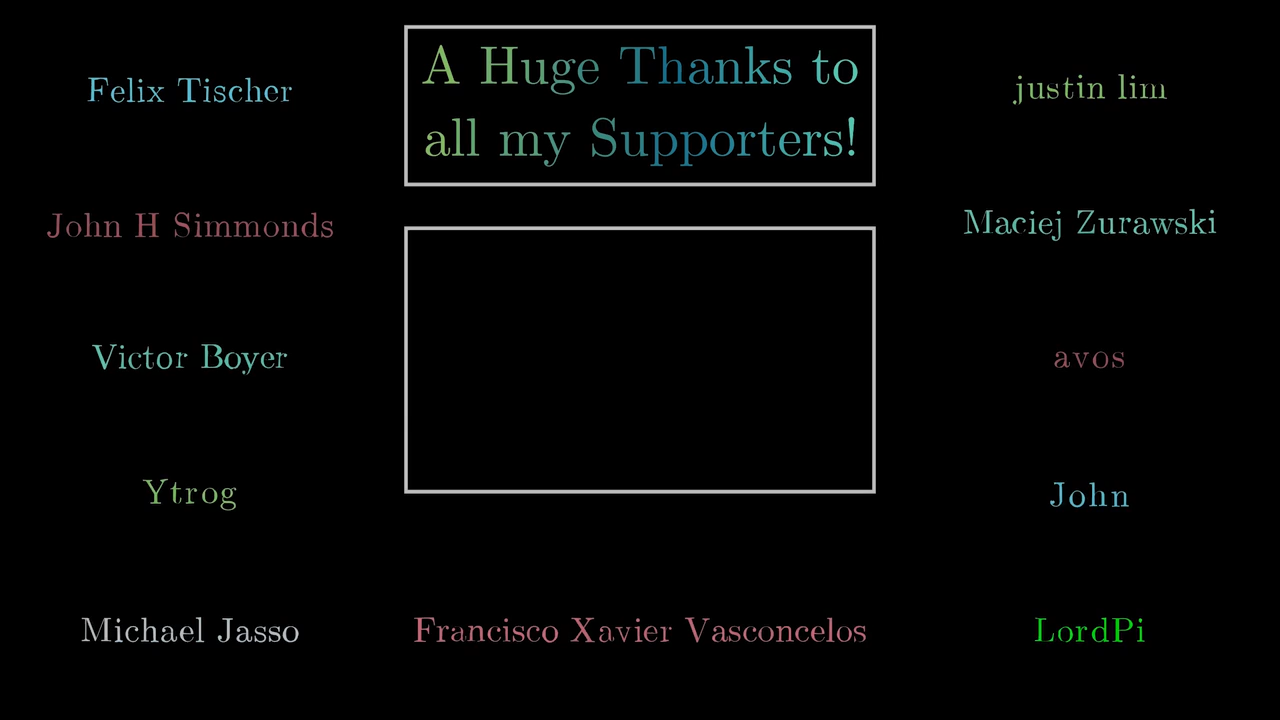 A Huge Thanks to
all my Supporters!
Felix Tischer
justin lim
John H Simmonds
Maciej Zurawski
Victor Boyer
avos
Ytrog
John
Michael Jasso
Francisco Xavier Vasconcelos
LordPi